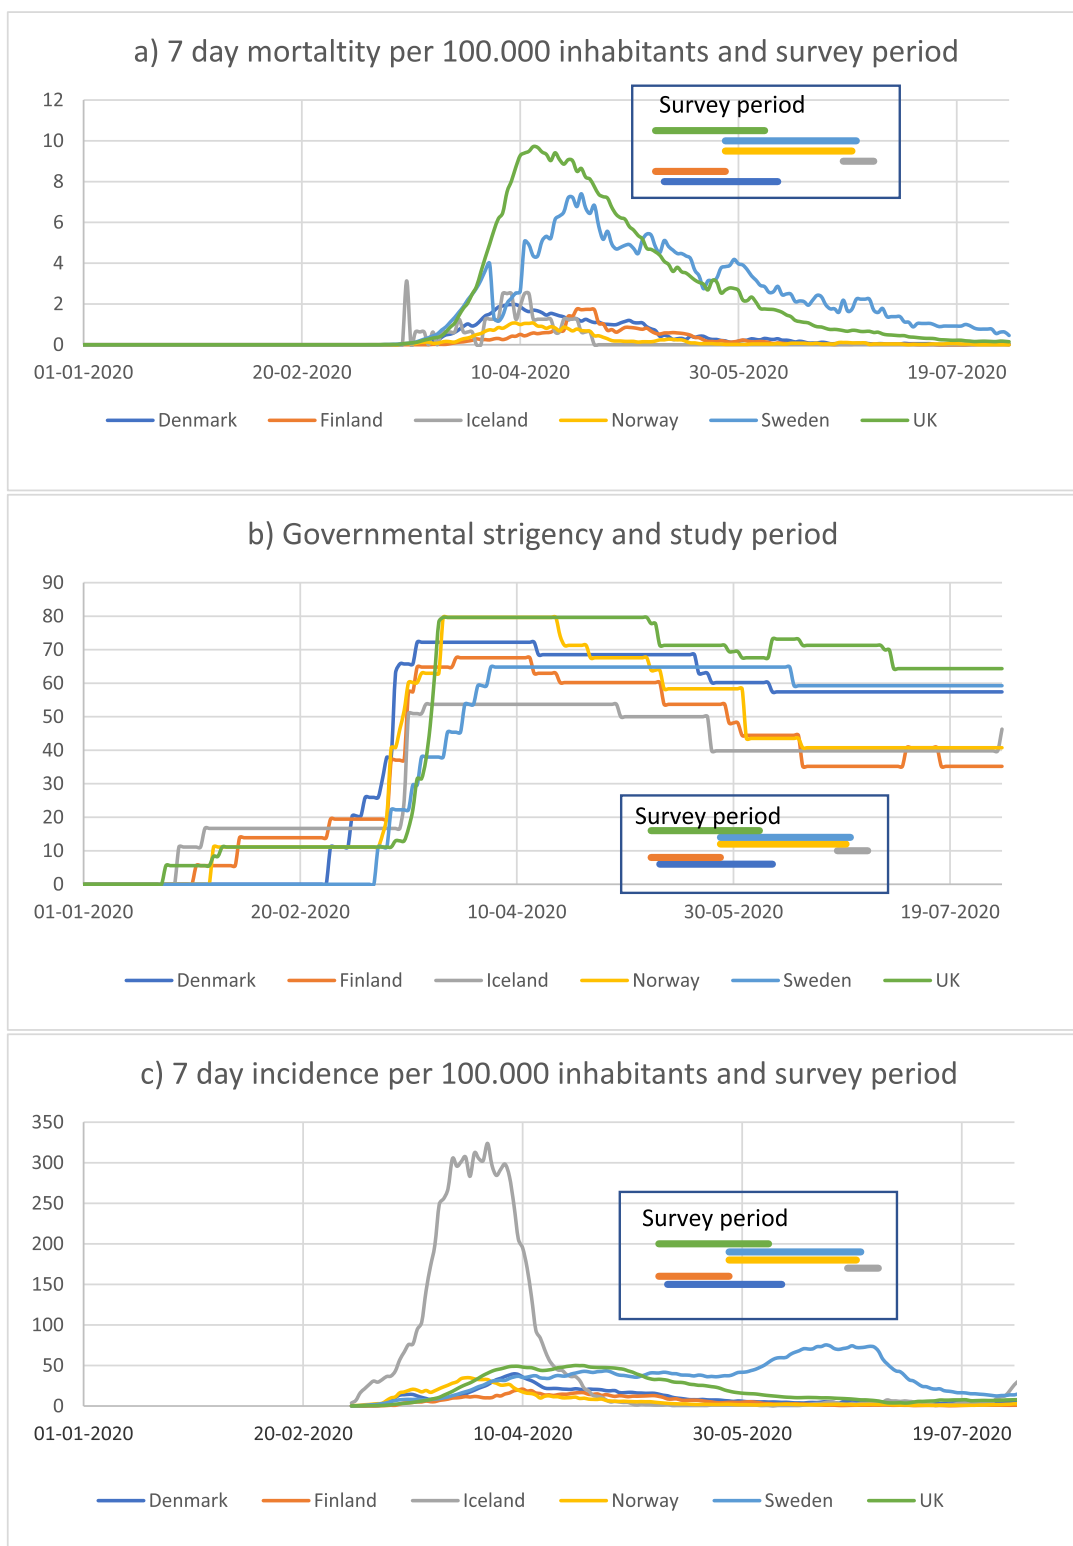 a) 7 day mortaltity per 100.000 inhabitants and survey period
12
10
8
6
4
2
0
Survey period
01-01-2020 20-02-2020 10-04-2020 30-05-2020 19-07-2020
Denmark Finland Iceland Norway Sweden UK
b) Governmental strigency and study period
90
80
70
60
50
40
30
20
10
0
Survey period
01-01-2020 20-02-2020 10-04-2020 30-05-2020 19-07-2020
Denmark Finland Iceland Norway Sweden UK
c) 7 day incidence per 100.000 inhabitants and survey period
350
300
250
200
150
100
50
0
Survey period
01-01-2020 20-02-2020 10-04-2020 30-05-2020 19-07-2020
Denmark Finland Iceland Norway Sweden UK